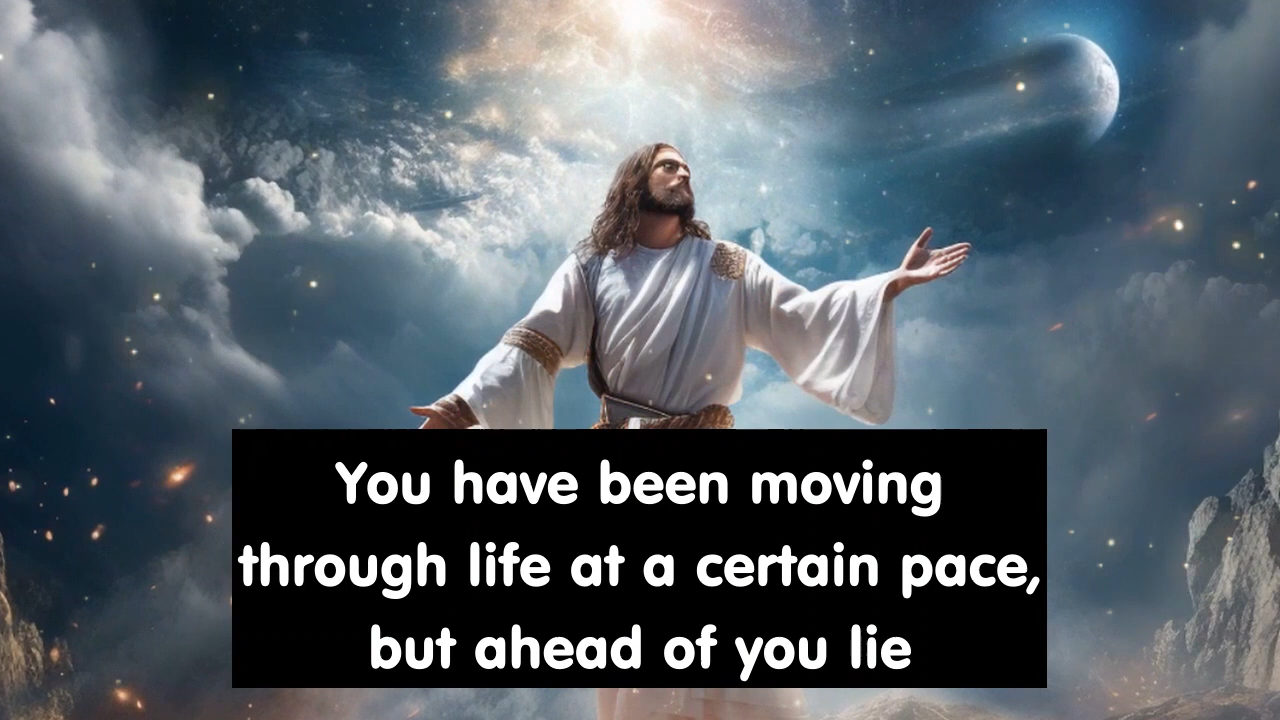 You have been moving
through life at a certain pace,
but ahead of you lie